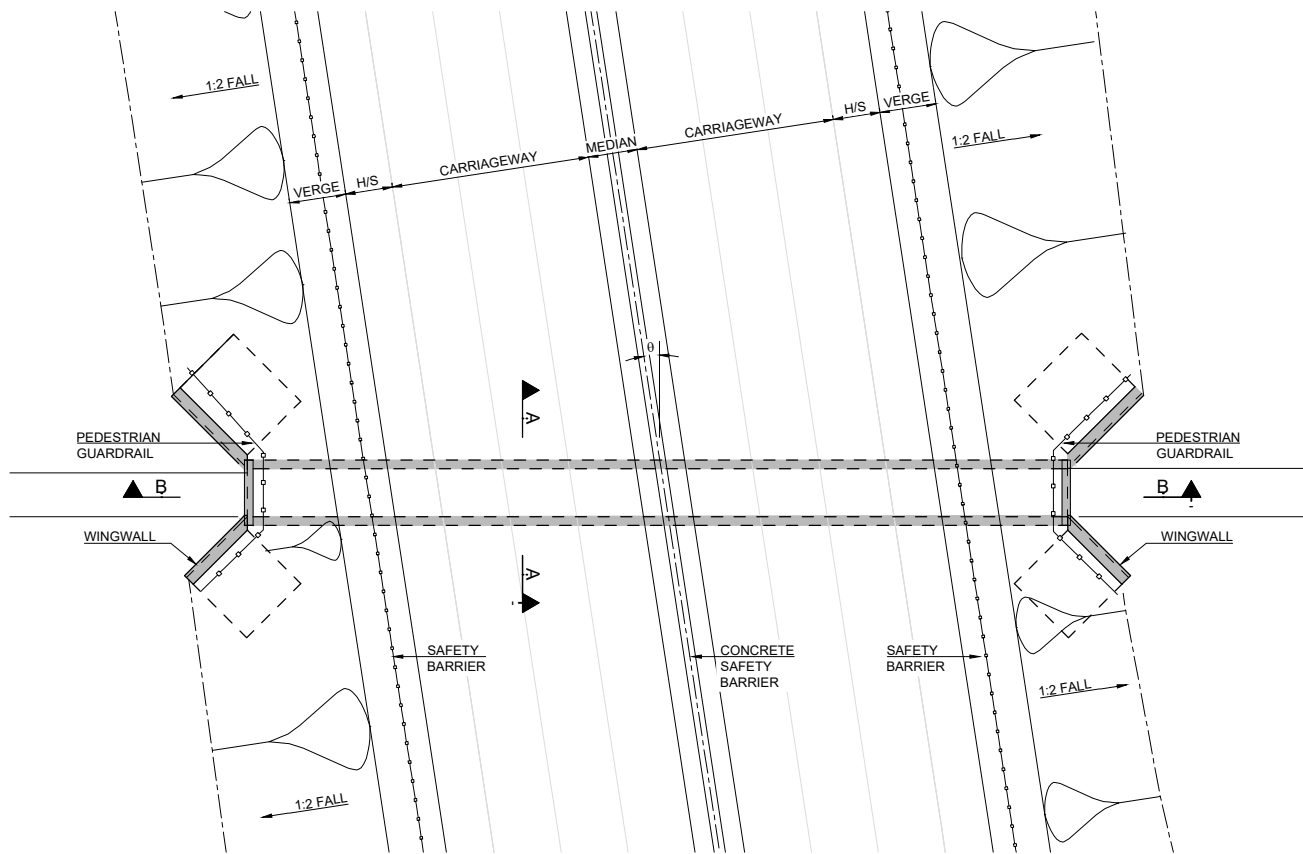 1:2 FALL
VERGE
H/S
CARRIAGEWAY
MEDIAN
CARRIAGEWAY
H/S
VERGE
1:2 FALL
θ
A
PEDESTRIAN
GUARDRAIL
PEDESTRIAN
GUARDRAIL
B
B
WINGWALL
WINGWALL
A
SAFETY
BARRIER
CONCRETE
SAFETY
BARRIER
SAFETY
BARRIER
1:2 FALL
1:2 FALL